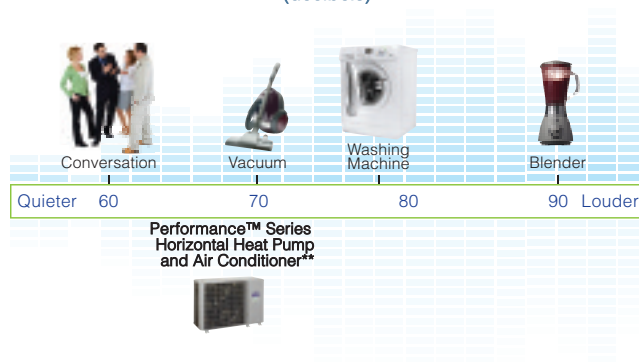 (decibels)
Conversation
Vacuum
Washing
Machine
Blender
Quieter 60 70 80 90 Louder
Performance™ Series
Horizontal Heat Pump
and Air Conditioner**